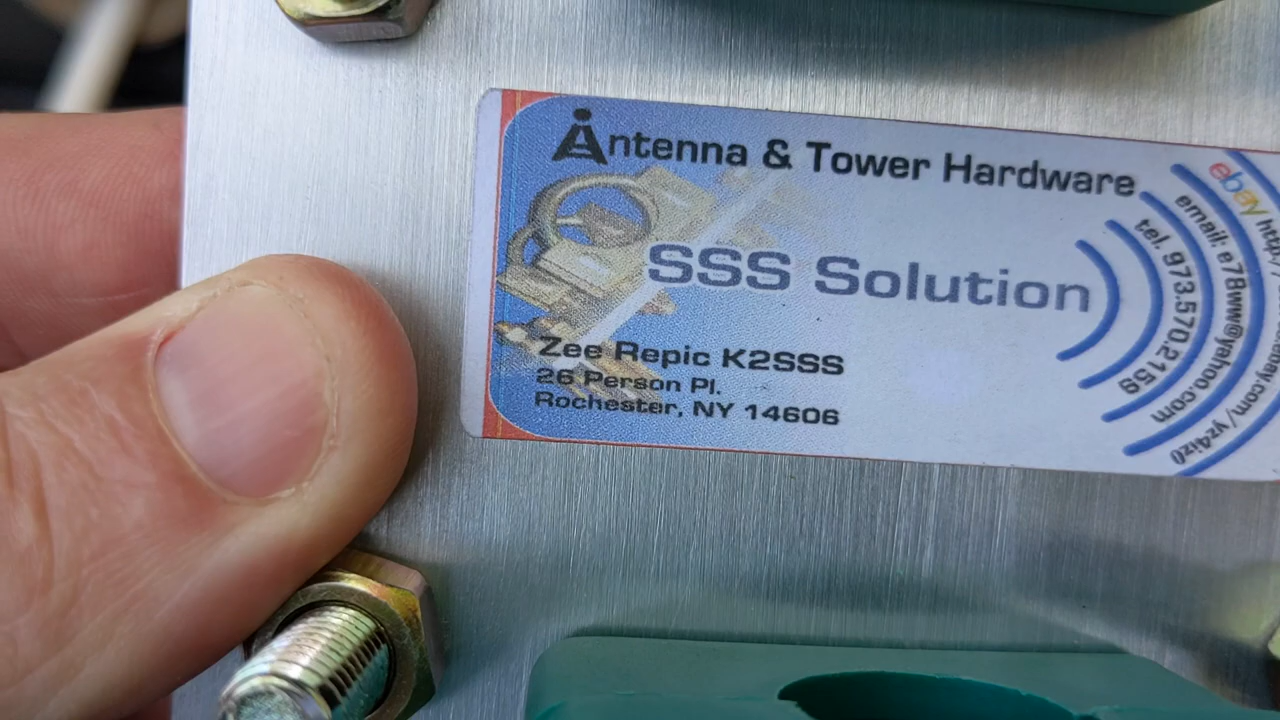 Antenna & Tower Hardware
SSS Solution
Zee Repic K2SSS
26 Person Pl.
Rochester, NY 14606
tel. 973.570.2159
email: e78ww@yahoo.com
ebay